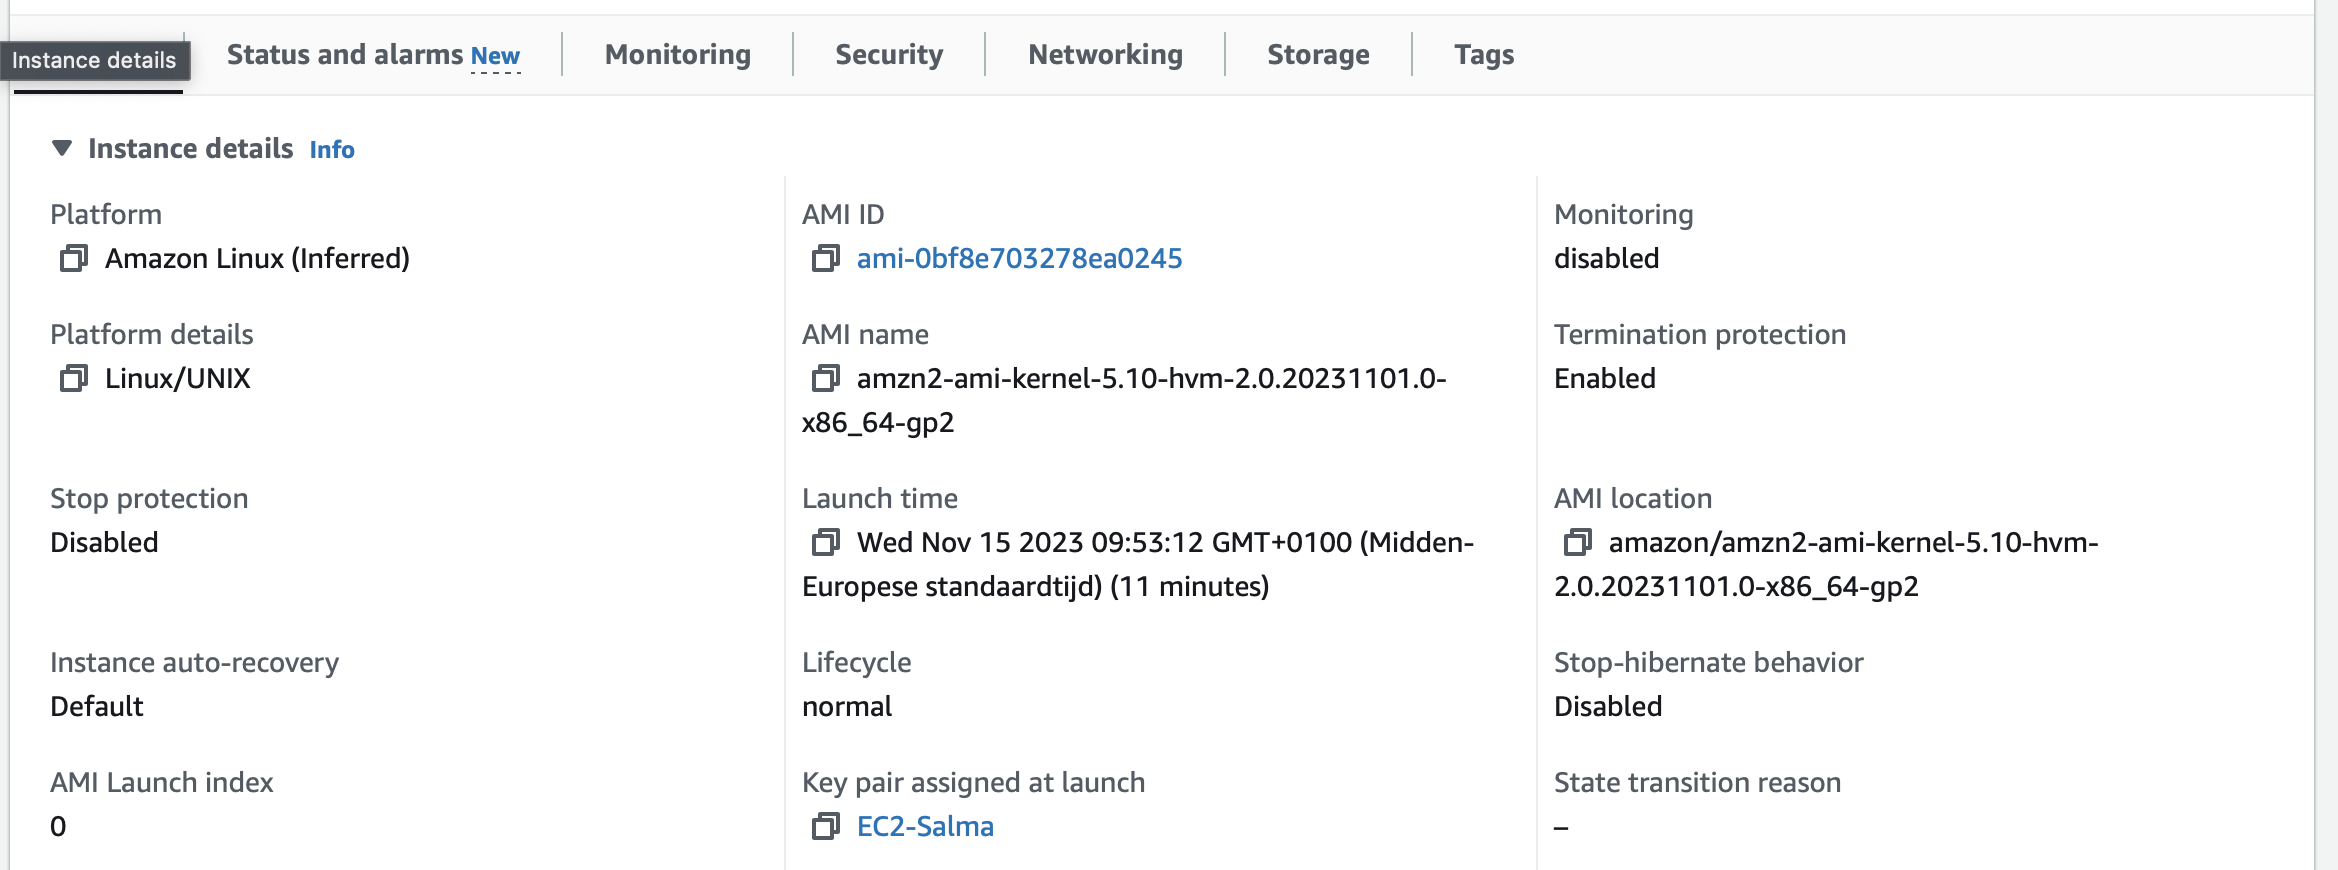 Instance details
Status and alarms New
Monitoring
Security
Networking
Storage
Tags
Instance details Info
Platform
Amazon Linux (Inferred)
AMI ID
ami-0bf8e703278ea0245
Monitoring
disabled
Platform details
Linux/UNIX
AMI name
amzn2-ami-kernel-5.10-hvm-2.0.20231101.0-
x86_64-gp2
Termination protection
Enabled
Stop protection
Disabled
Launch time
Wed Nov 15 2023 09:53:12 GMT+0100 (Midden-
Europese standaardtijd) (11 minutes)
AMI location
amazon/amzn2-ami-kernel-5.10-hvm-
2.0.20231101.0-x86_64-gp2
Instance auto-recovery
Default
Lifecycle
normal
Stop-hibernate behavior
Disabled
AMI Launch index
0
Key pair assigned at launch
EC2-Salma
State transition reason
–